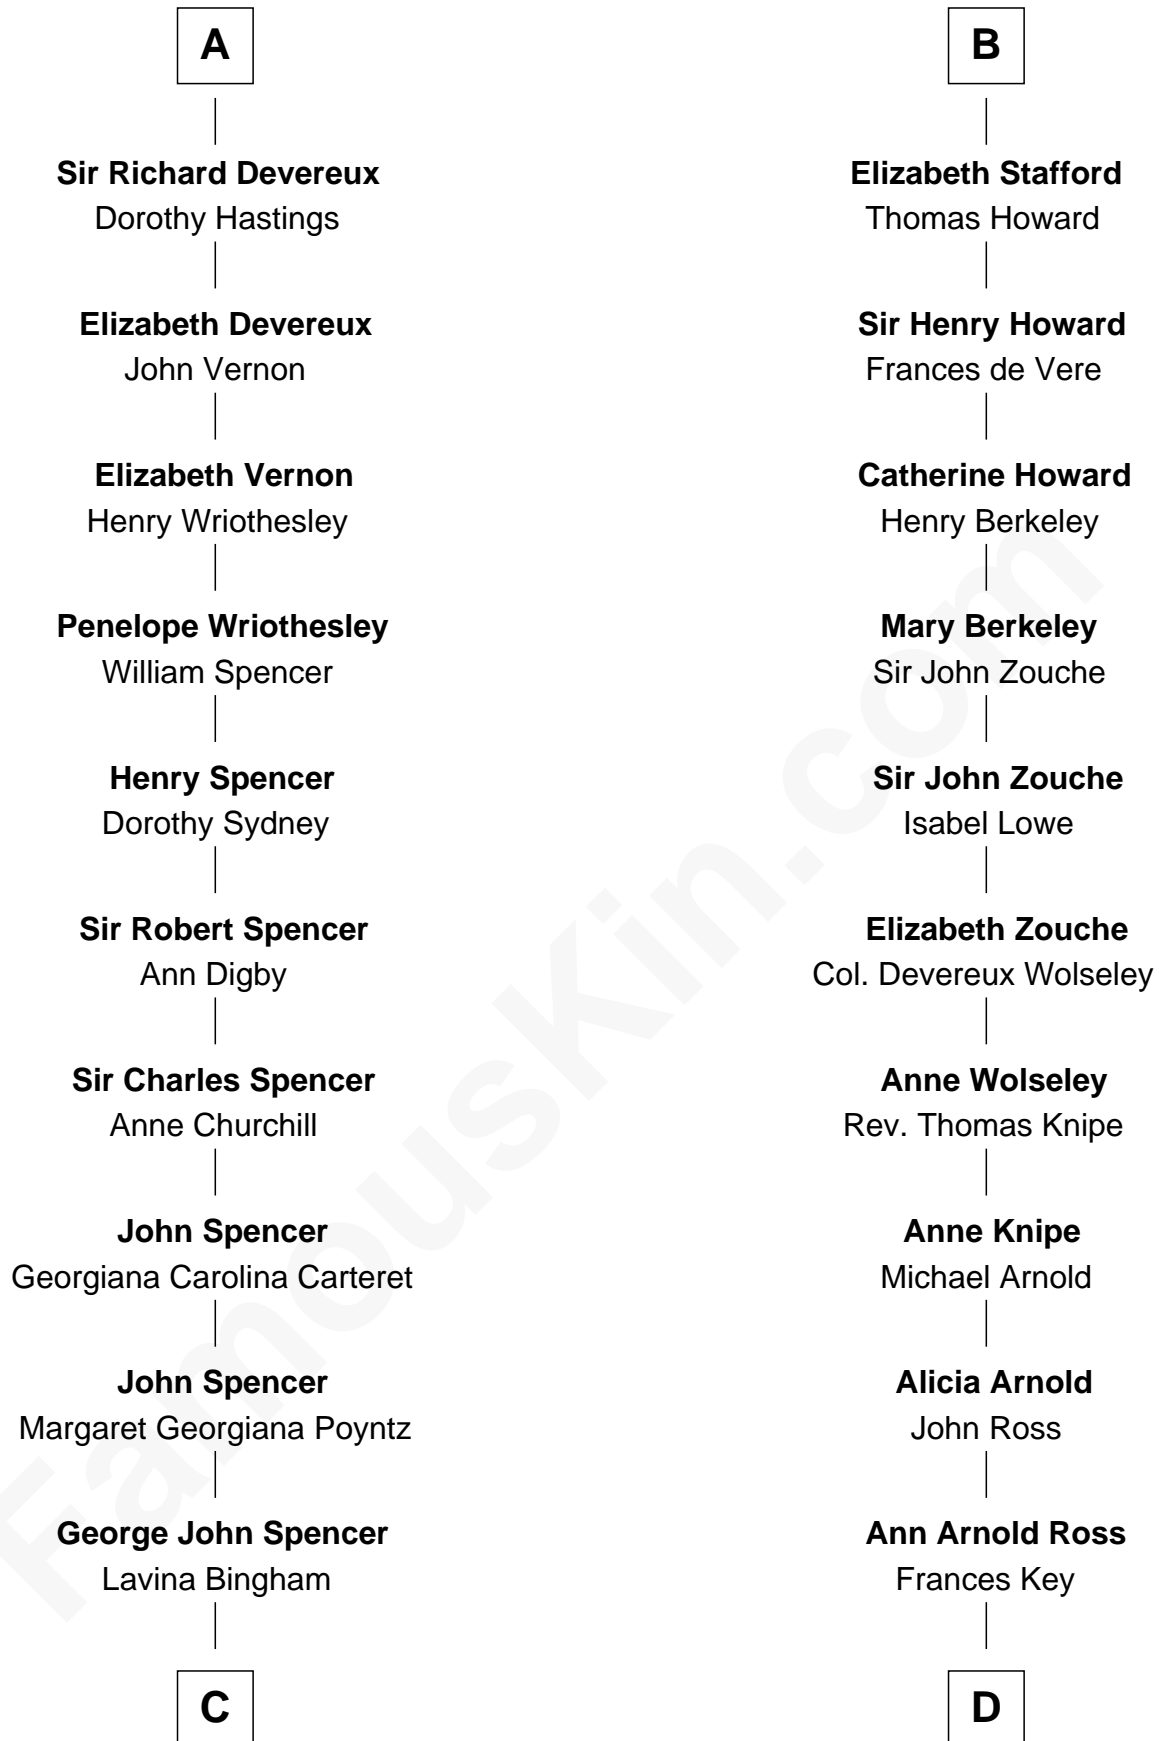 A
Sir Richard Devereux
Dorothy Hastings
Elizabeth Devereux
John Vernon
Elizabeth Vernon
Henry Wriothesley
Penelope Wriothesley
William Spencer
Henry Spencer
Dorothy Sydney
Sir Robert Spencer
Ann Digby
Sir Charles Spencer
Anne Churchill
John Spencer
Georgiana Carolina Carteret
John Spencer
Margaret Georgiana Poyntz
George John Spencer
Lavina Bingham
C
B
Elizabeth Stafford
Thomas Howard
Sir Henry Howard
Frances de Vere
Catherine Howard
Henry Berkeley
Mary Berkeley
Sir John Zouche
Sir John Zouche
Isabel Lowe
Elizabeth Zouche
Col. Devereux Wolseley
Anne Wolseley
Rev. Thomas Knipe
Anne Knipe
Michael Arnold
Alicia Arnold
John Ross
Ann Arnold Ross
Frances Key
D
FamousKin.com